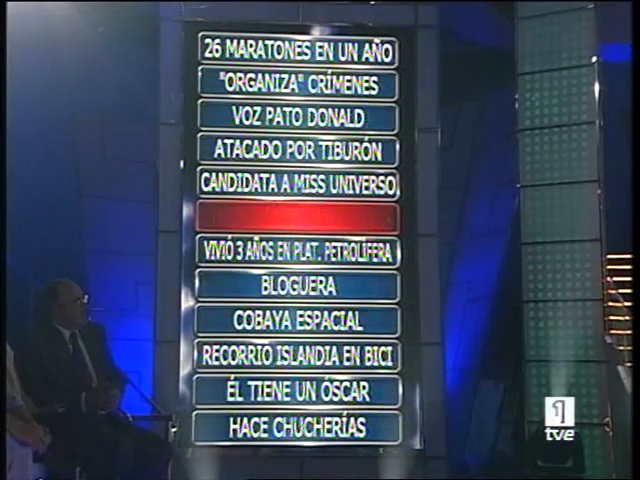 26 MARATONES EN UN AÑO
"ORGANIZA" CRÍMENES
VOZ PATO DONALD
ATACADO POR TIBURÓN
CANDIDATA A MISS UNIVERSO
VIVIÓ 3 AÑOS EN PLAT. PETROLÍFERA
BLOGUERA
COBAYA ESPACIAL
RECORRIO ISLANDIA EN BICI
ÉL TIENE UN ÓSCAR
HACE CHUCHERÍAS
1
tve